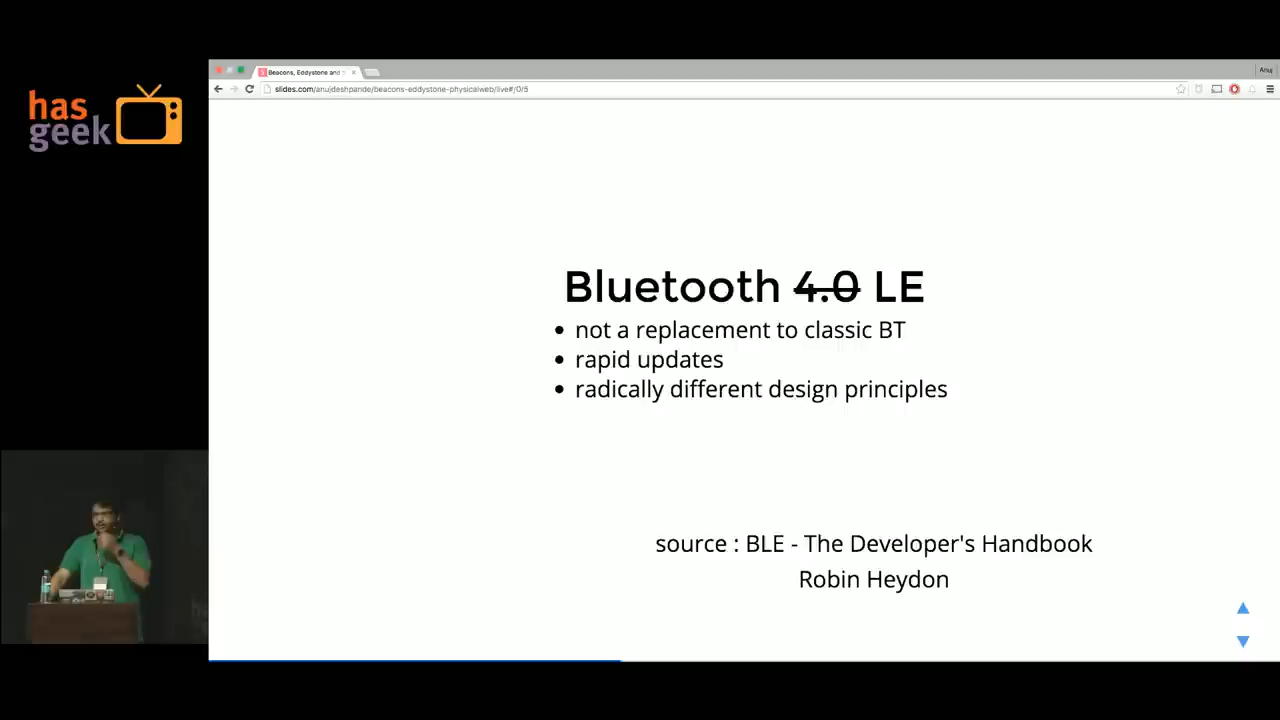 has
geek
Beacons, Eddystone and
Anuj
slides.com/anujdeshpande/beacons-eddystone-physicalweb/live#/0/5
Bluetooth 4.0 LE
not a replacement to classic BT
rapid updates
radically different design principles
source : BLE - The Developer's Handbook
Robin Heydon